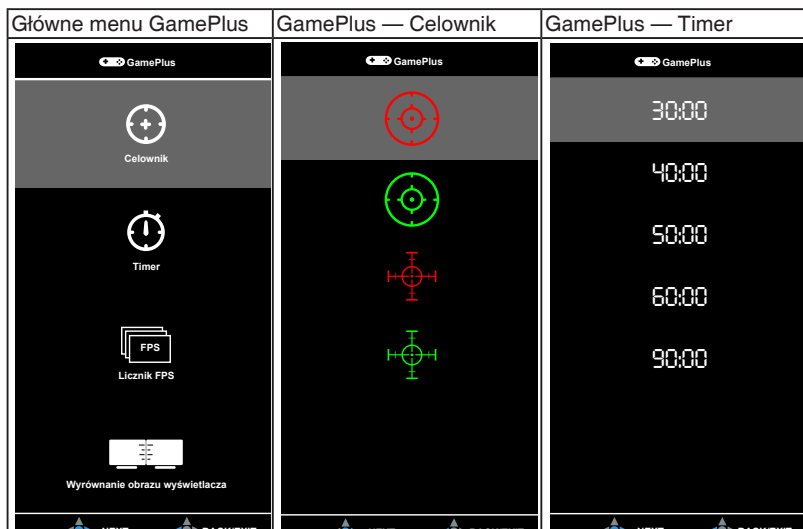 Główne menu GamePlus
GamePlus — Celownik
GamePlus — Timer
GamePlus
Celownik
Timer
FPS
Licznik FPS
Wyrównanie obrazu wyświetlacza
GamePlus
GamePlus
30:00
40:00
50:00
60:00
90:00